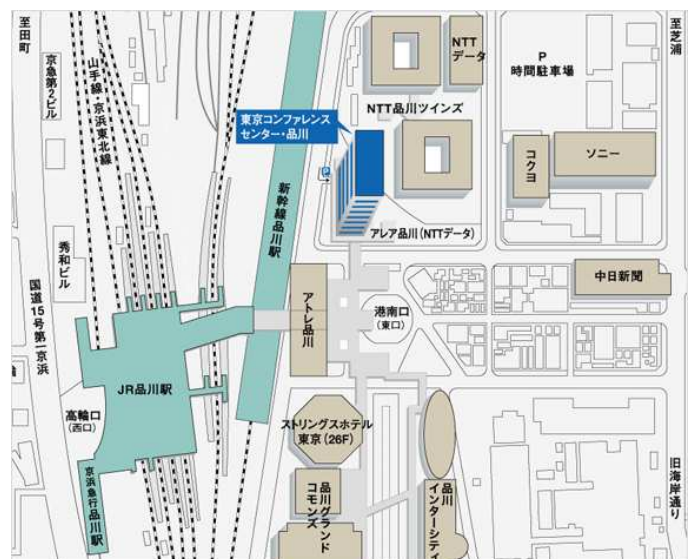 至田町
京急第2ビル
山手線・京浜東北線
NTT
データ
NTT品川ツインズ
P
時間駐車場
至芝浦
東京コンファレンス
センター・品川
P
コクヨ
ソニー
新幹線品川駅
アレア品川(NTTデータ)
秀和ビル
国道15号第一京浜
アトレ品川
港南口
(東口)
中日新聞
JR品川駅
高輪口
(西口)
京浜急行品川駅
ストリングスホテル
東京(26F)
品川グランド
コモンズ
品川
インターシティ
旧海岸通り